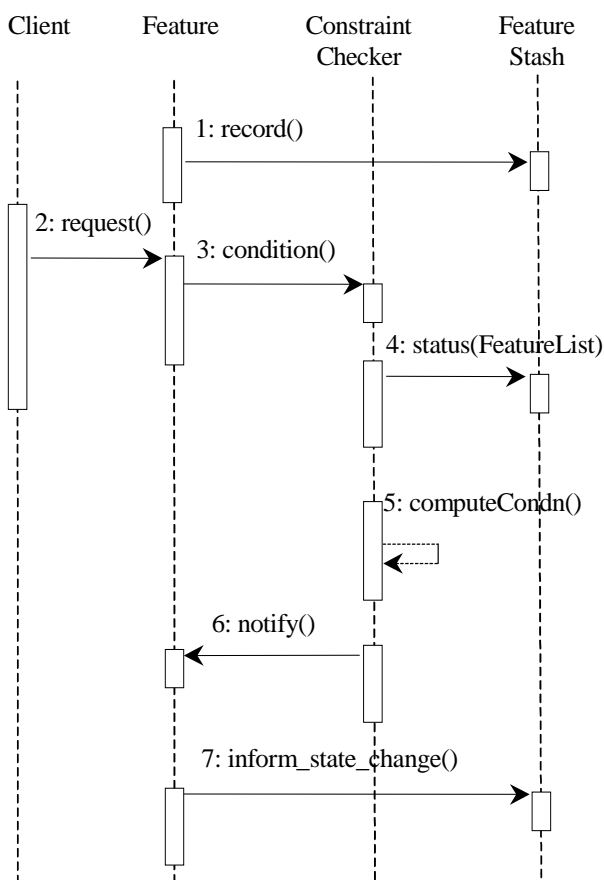 Client
Feature
Constraint
Checker
Feature
Stash
1: record()
2: request()
3: condition()
4: status(FeatureList)
5: computeCondn()
6: notify()
7: inform_state_change()